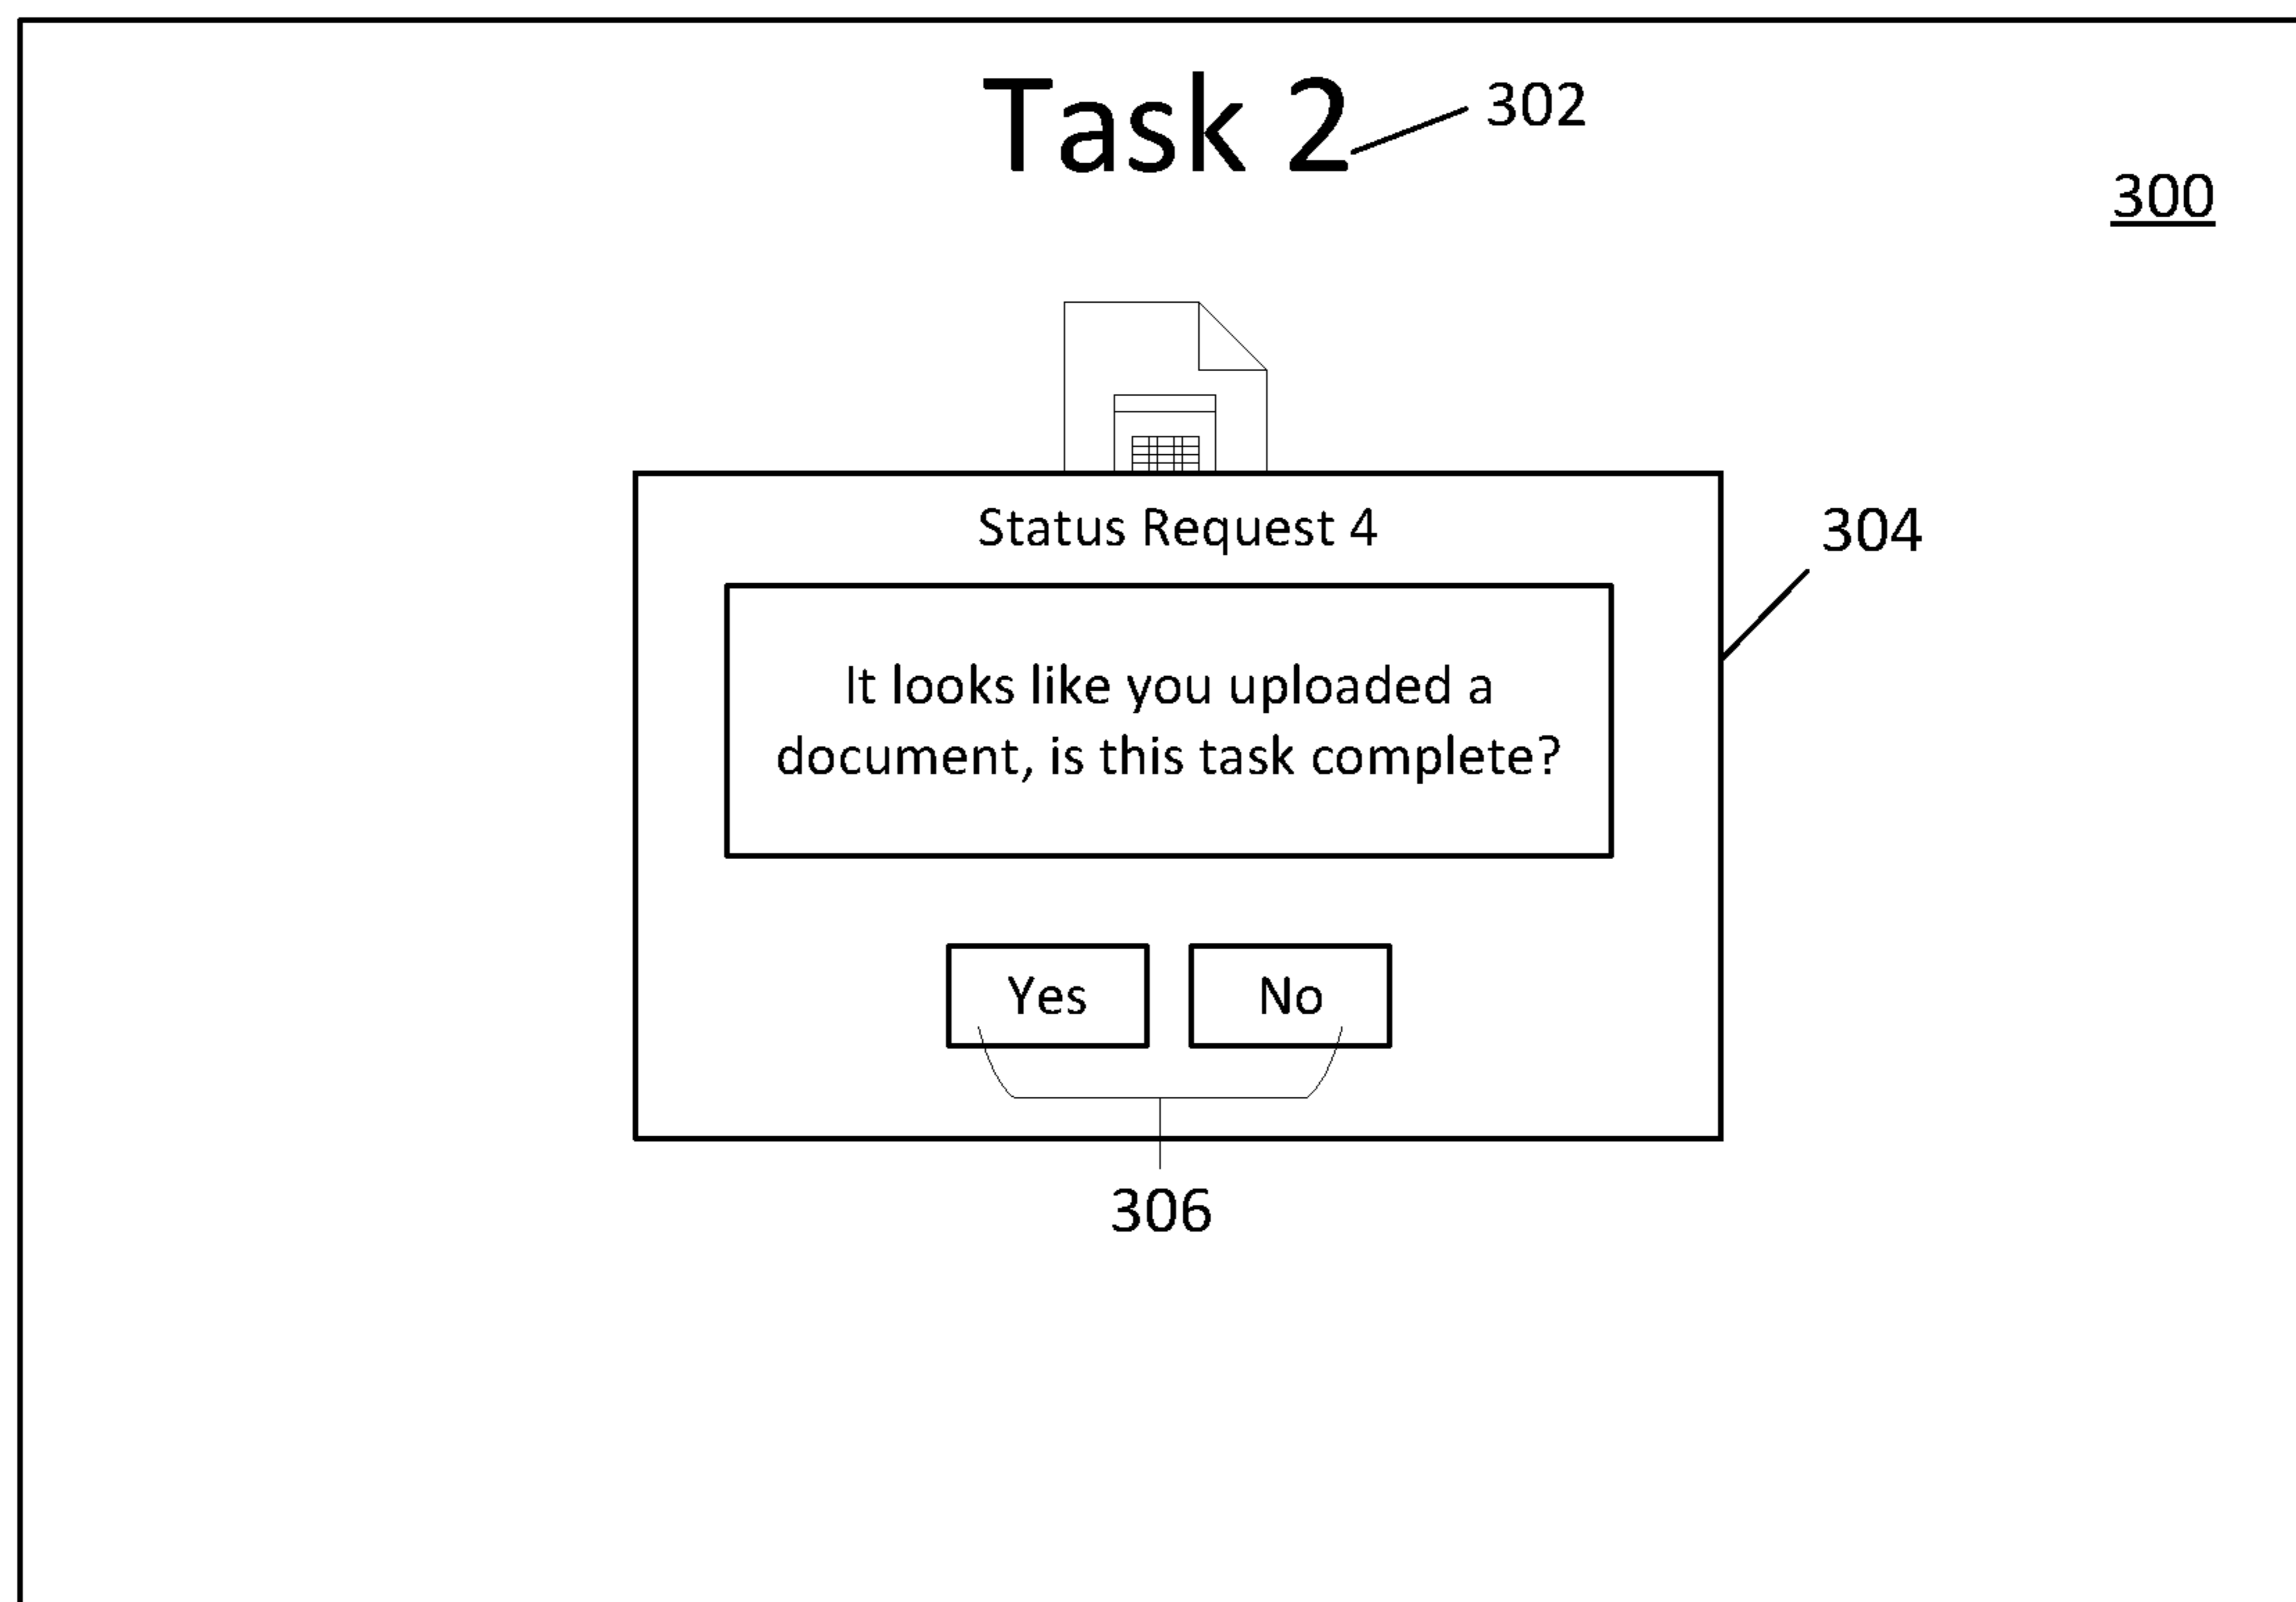 Task 2
302
300
Status Request 4
304
It looks like you uploaded a
document, is this task complete?
Yes
No
306